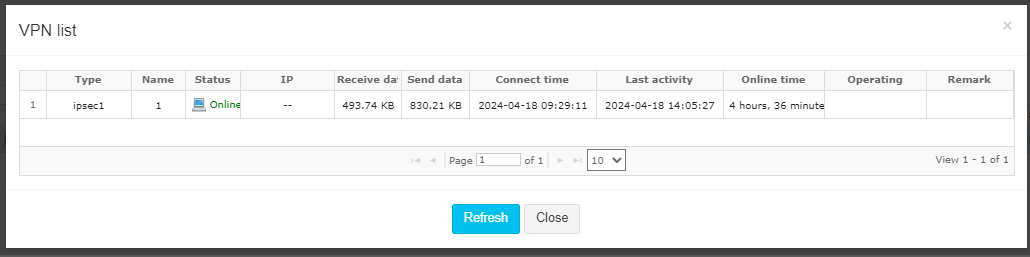 VPN list
×
Type Name Status IP Receive dat Send data Connect time Last activity Online time Operating Remark
1 ipsec1 1 Online -- 493.74 KB 830.21 KB 2024-04-18 09:29:11 2024-04-18 14:05:27 4 hours, 36 minute
Page 1 of 1 10 View 1 - 1 of 1
Refresh Close